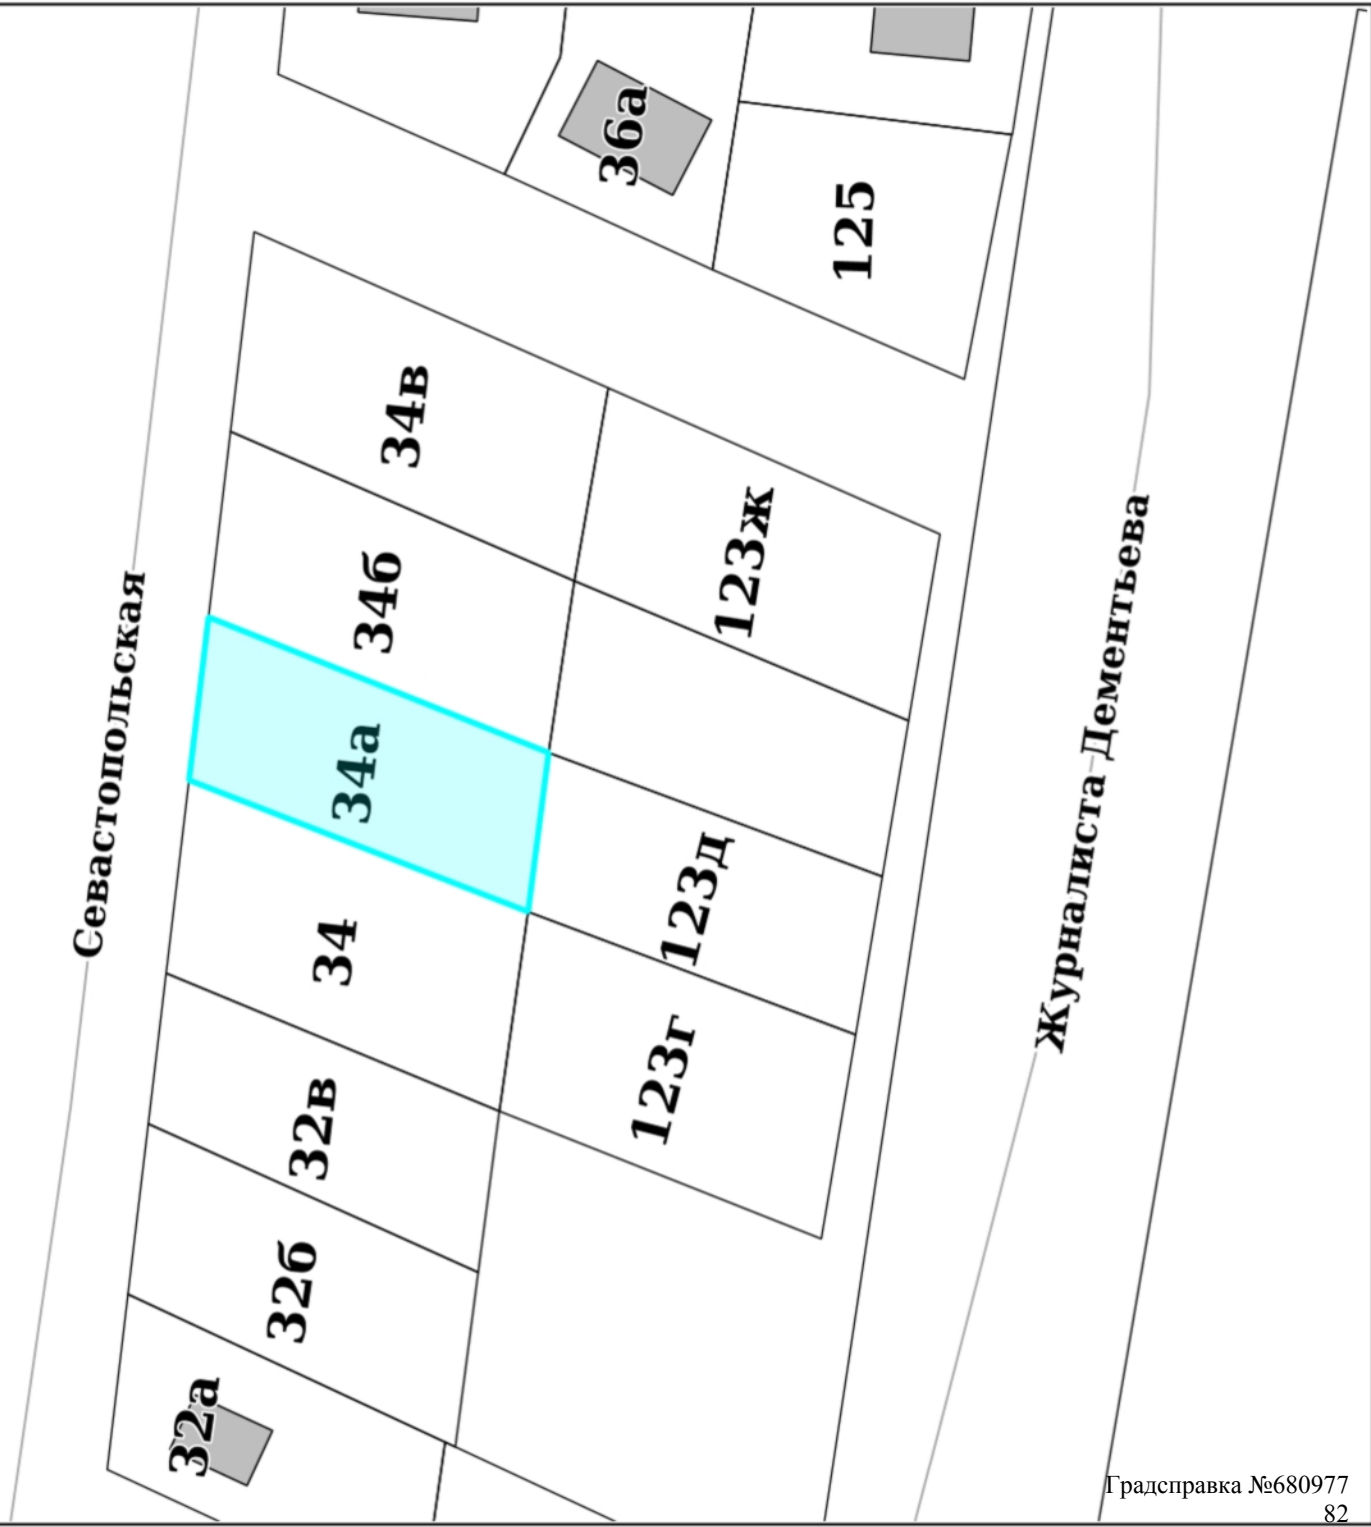 36а
125
34в
123ж
34б
Севастопольская
Журналиста Дементьева
34а
123д
34
123г
32в
32б
32а
Градсправка №680977
82